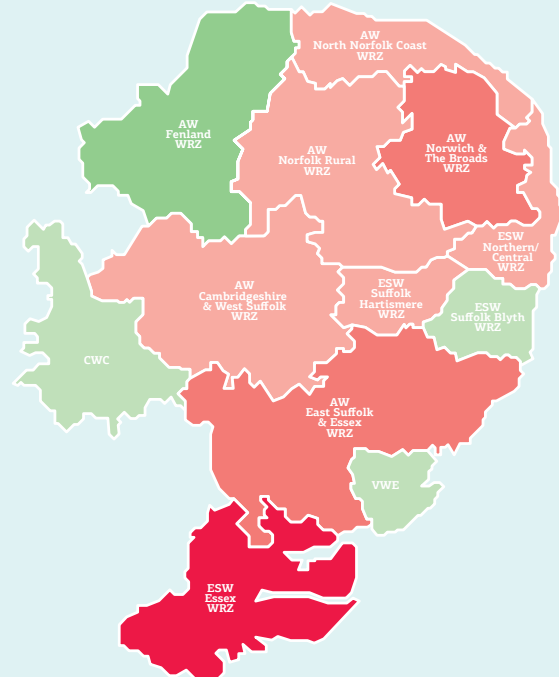 AW
North Norfolk Coast
WRZ
AW
Fenland
WRZ
AW
Norwich &
The Broads
WRZ
AW
Norfolk Rural
WRZ
ESW
Northern/
Central
WRZ
AW
Cambridgeshire
& West Suffolk
WRZ
ESW
Suffolk
Hartismere
WRZ
ESW
Suffolk Blyth
WRZ
CWC
AW
East Suffolk
& Essex
WRZ
VWE
ESW
Essex
WRZ